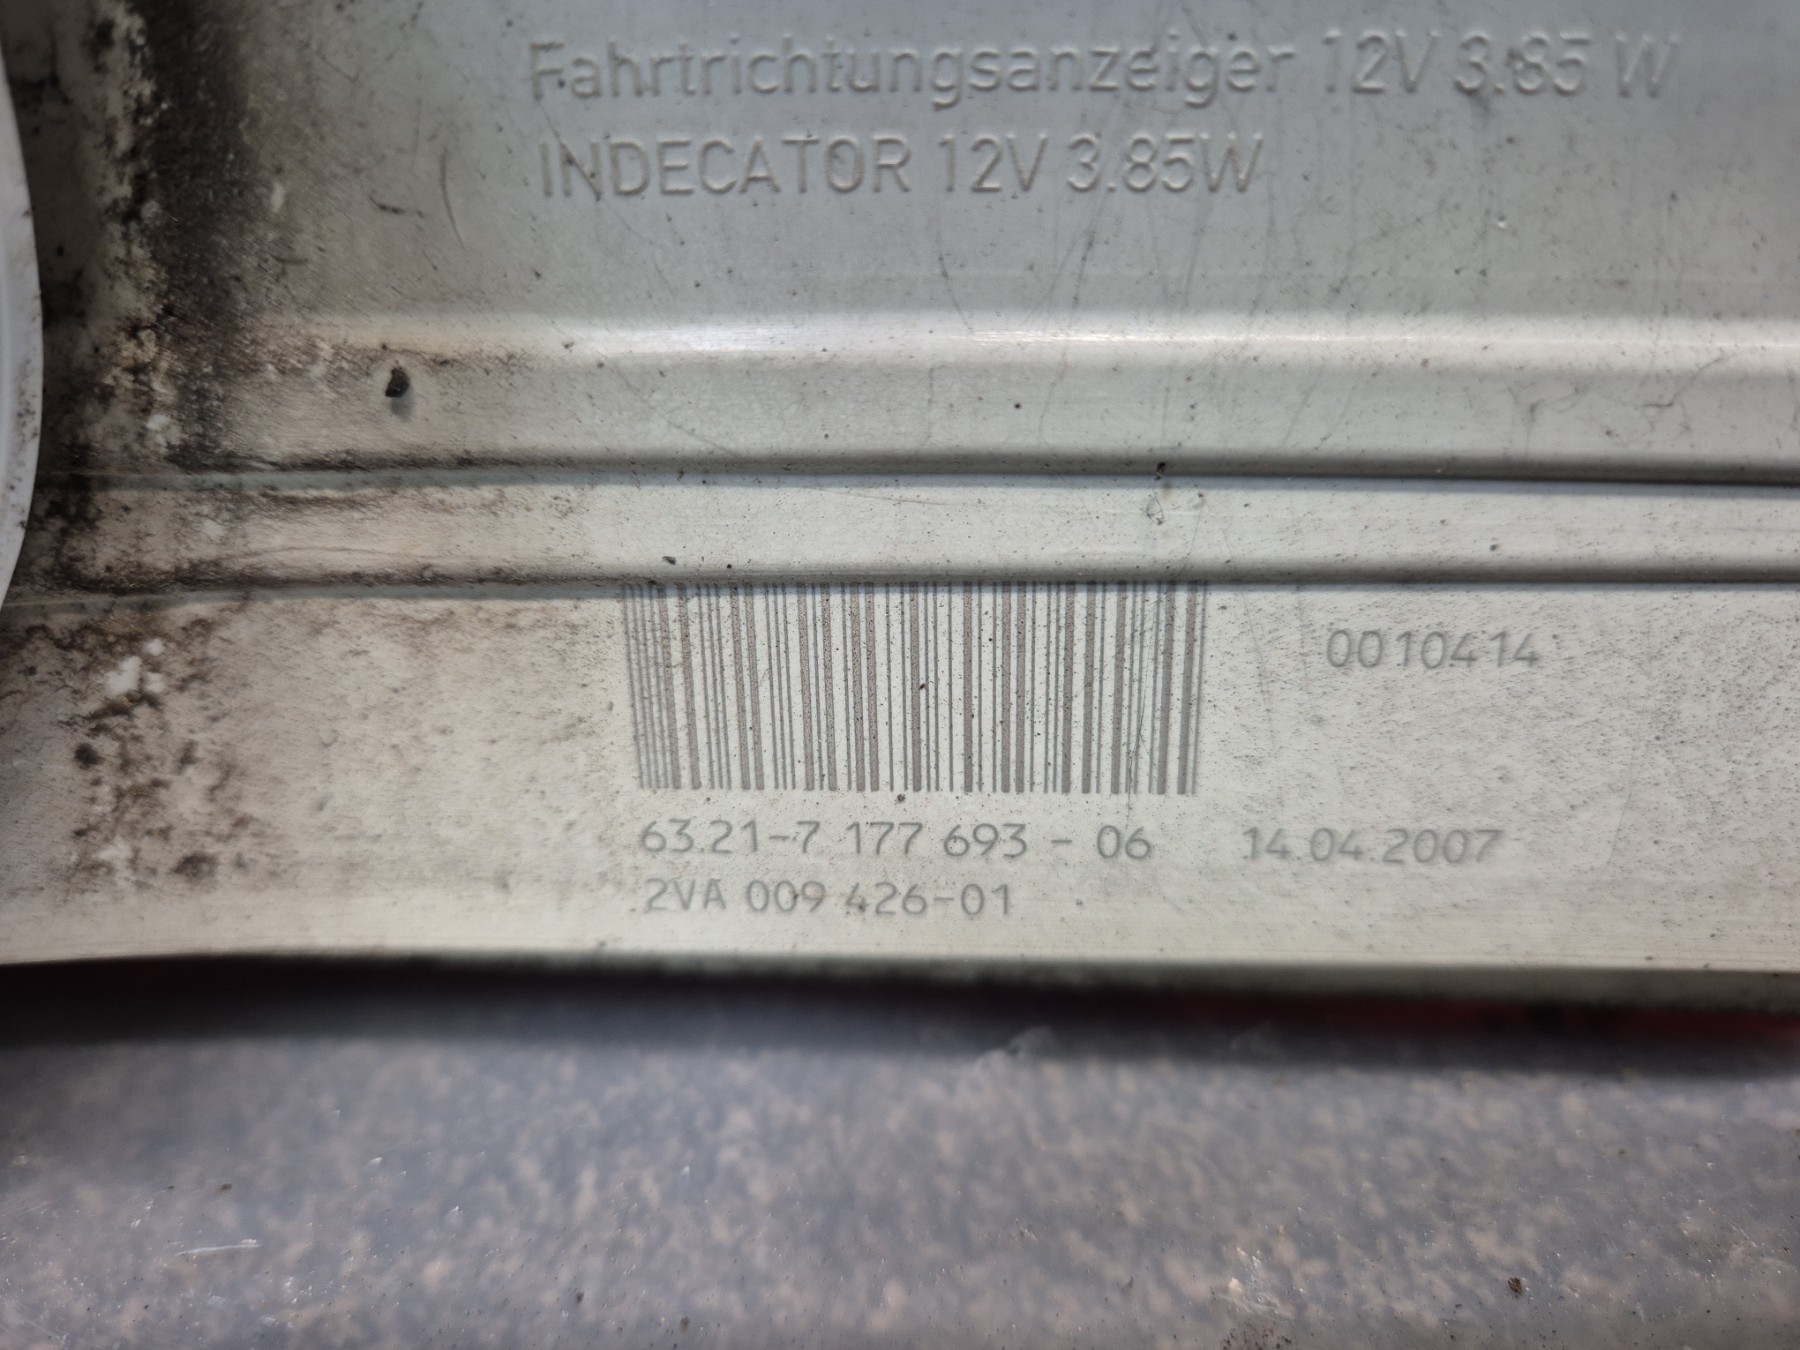 Fahrtrichtungsanzeiger 12V 3.85 W
INDECATOR 12V 3.85W
0010414
63.21-7 177 693 - 06 14.04.2007
2VA 009 426-01